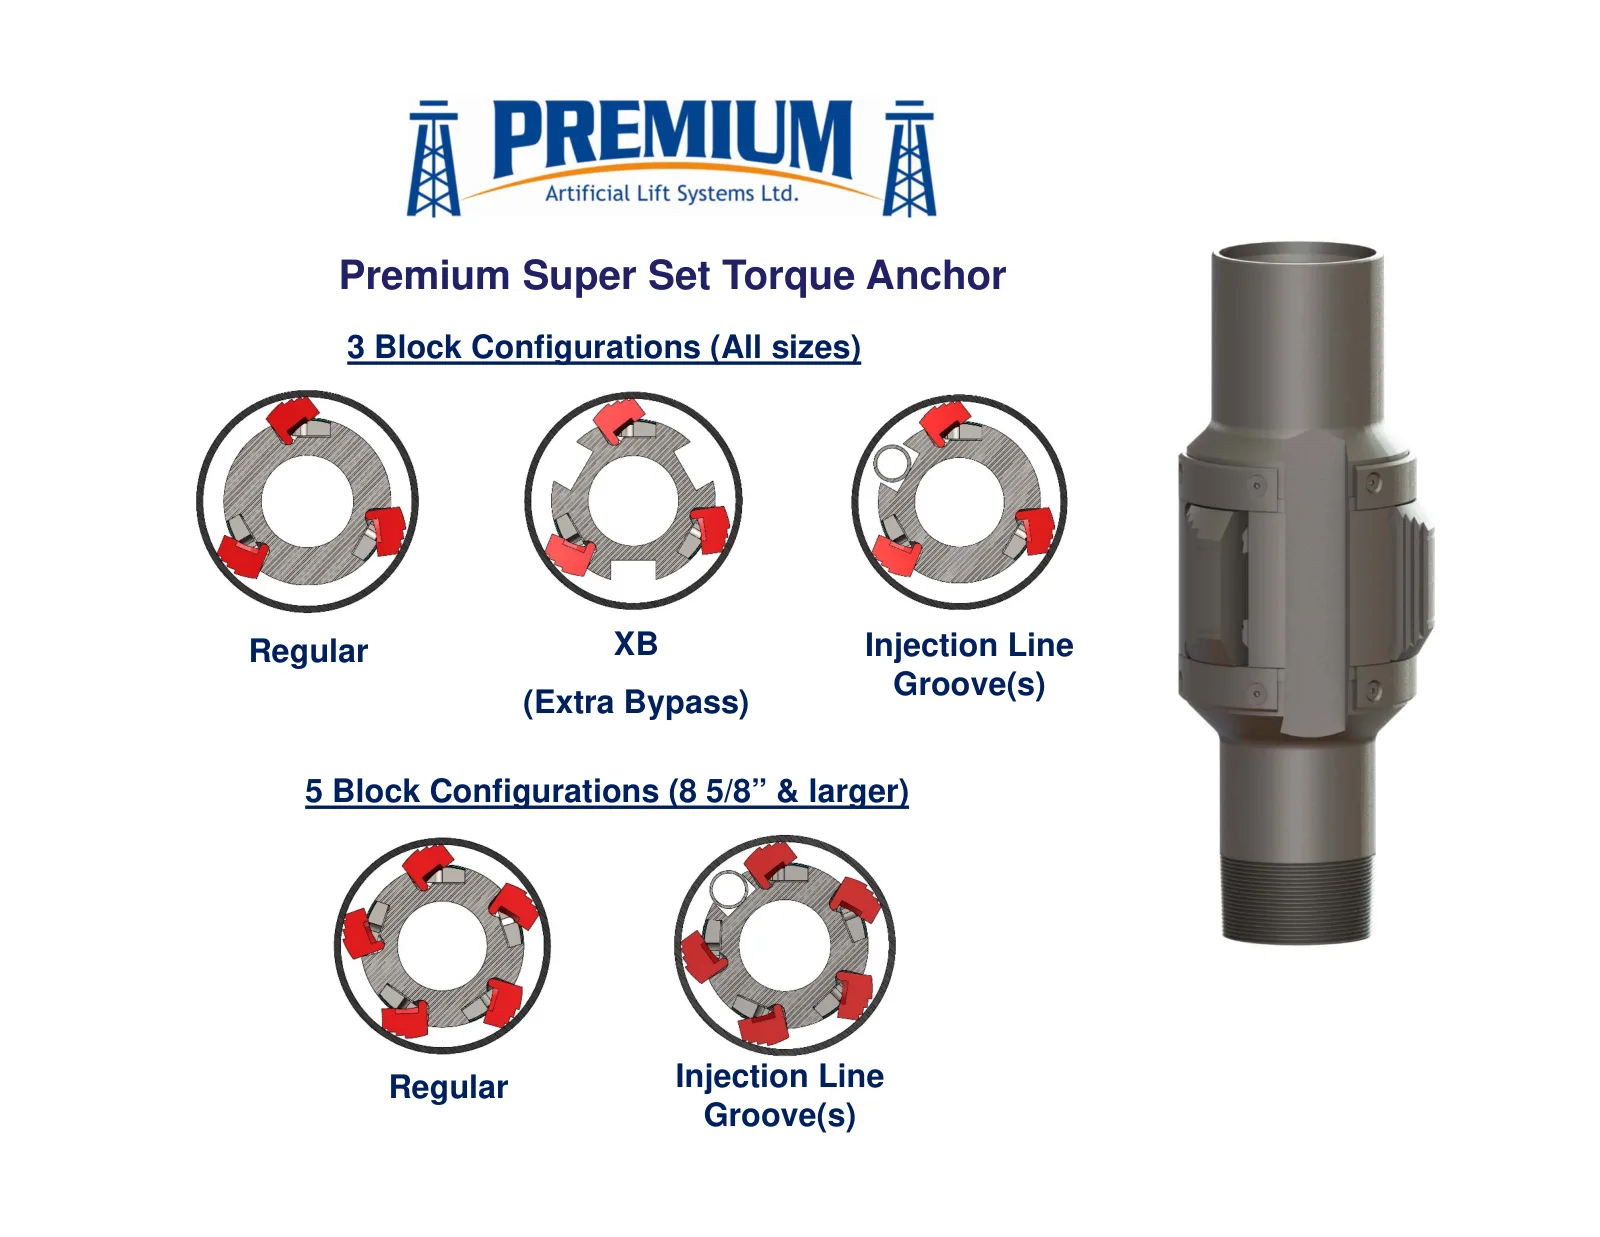 PREMIUM
Artificial Lift Systems Ltd.
Premium Super Set Torque Anchor
3 Block Configurations (All sizes)
Regular
XB
(Extra Bypass)
Injection Line
Groove(s)
5 Block Configurations (8 5/8” & larger)
Regular
Injection Line
Groove(s)